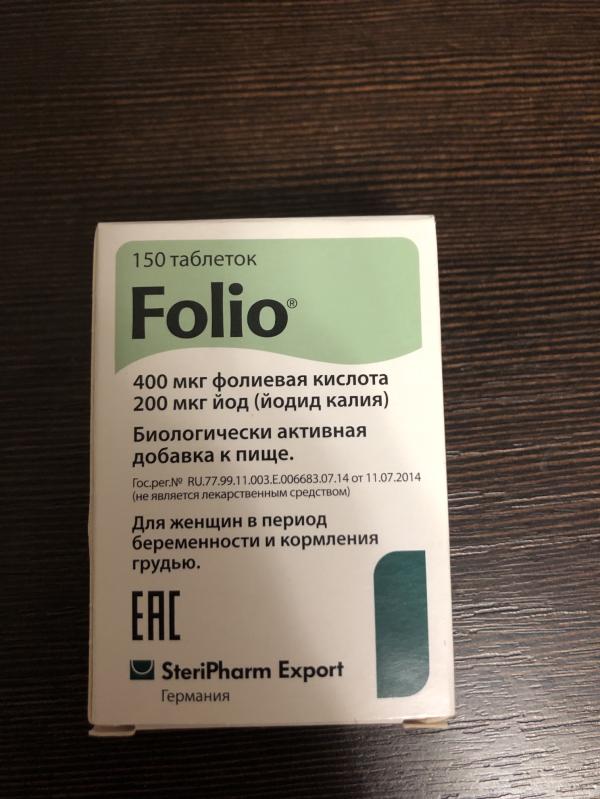 150 таблеток
Folio®
400 мкг фолиевая кислота
200 мкг йод (йодид калия)
Биологически активная
добавка к пище.
Гос.рег.№ RU.77.99.11.003.E.006683.07.14 от 11.07.2014
(не является лекарственным средством)
Для женщин в период
беременности и кормления
грудью.
EAC
SteriPharm Export
Германия